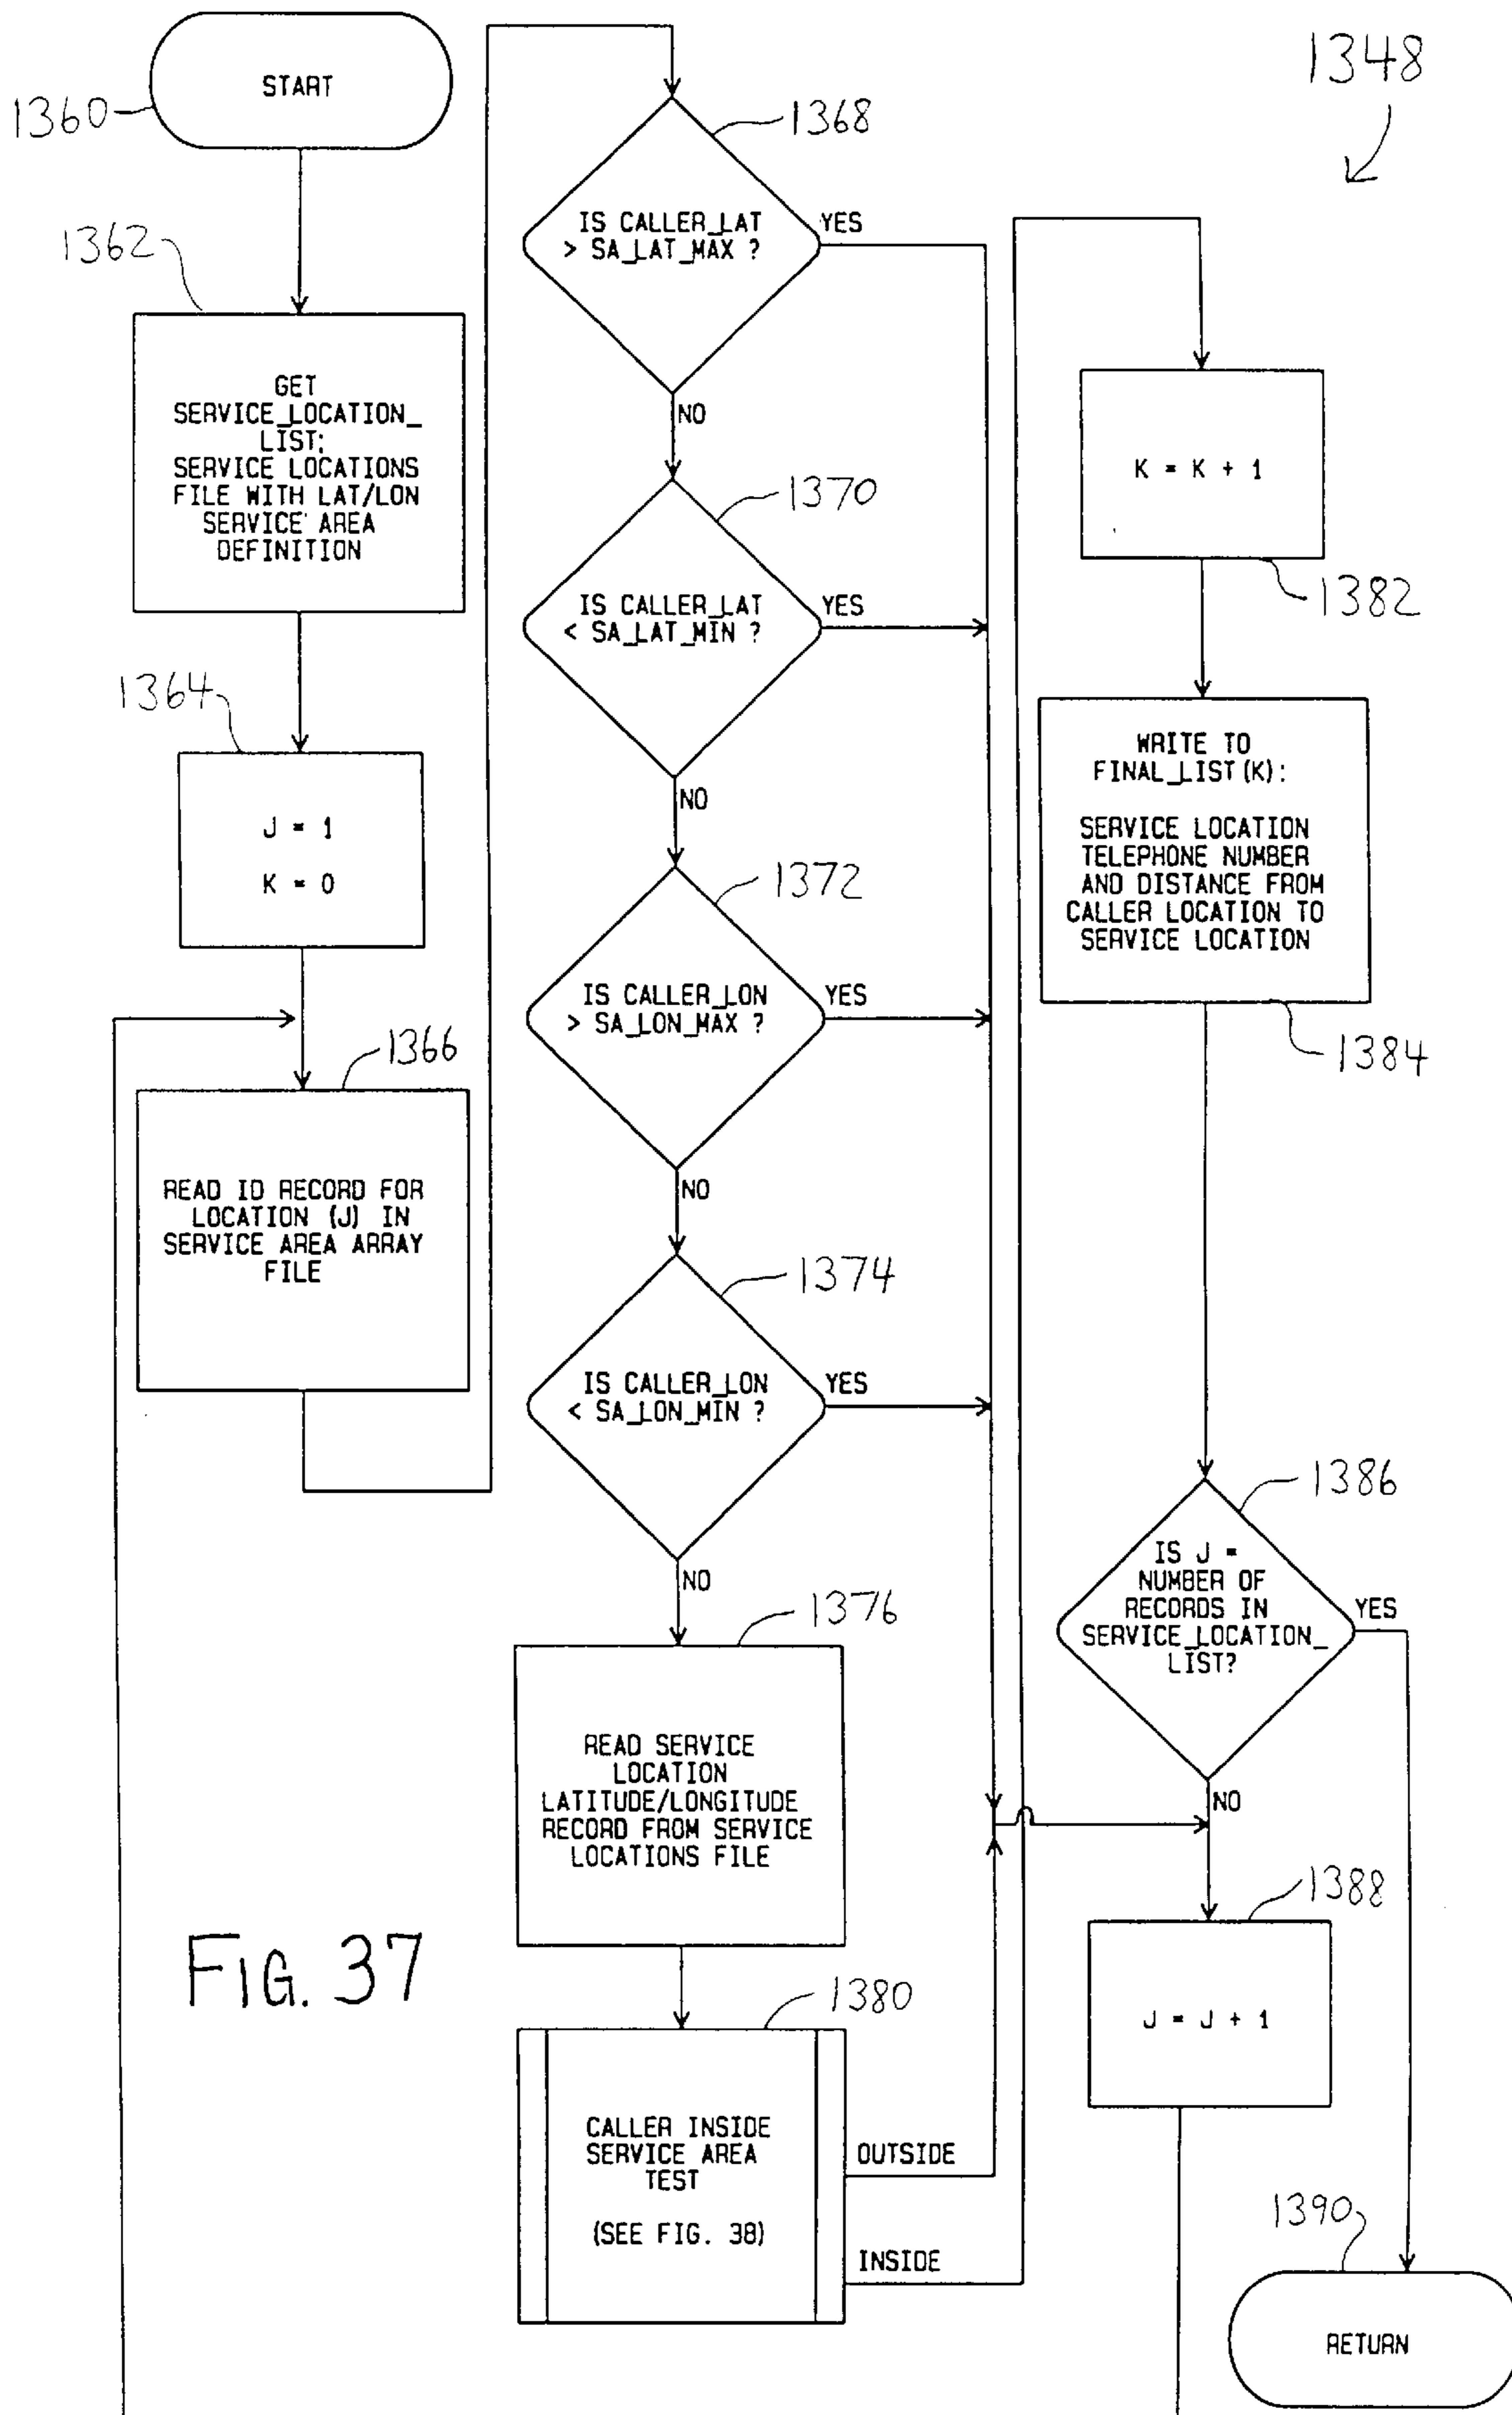 1348
START
1360
1362
GET
SERVICE_LOCATION_
LIST:
SERVICE LOCATIONS
FILE WITH LAT/LON
SERVICE AREA
DEFINITION
1364
J = 1
K = 0
1366
READ ID RECORD FOR
LOCATION (J) IN
SERVICE AREA ARRAY
FILE
1368
IS CALLER_LAT
> SA_LAT_MAX ?
YES
NO
1370
IS CALLER_LAT
< SA_LAT_MIN ?
YES
NO
1372
IS CALLER_LON
> SA_LON_MAX ?
YES
NO
1374
IS CALLER_LON
< SA_LON_MIN ?
YES
NO
1376
READ SERVICE
LOCATION
LATITUDE/LONGITUDE
RECORD FROM SERVICE
LOCATIONS FILE
1380
CALLER INSIDE
SERVICE AREA
TEST
(SEE FIG. 38)
OUTSIDE
INSIDE
K = K + 1
1382
WRITE TO
FINAL_LIST(K):
SERVICE LOCATION
TELEPHONE NUMBER
AND DISTANCE FROM
CALLER LOCATION TO
SERVICE LOCATION
1384
1386
IS J =
NUMBER OF
RECORDS IN
SERVICE_LOCATION_
LIST?
YES
NO
1388
J = J + 1
1390
RETURN
FIG. 37